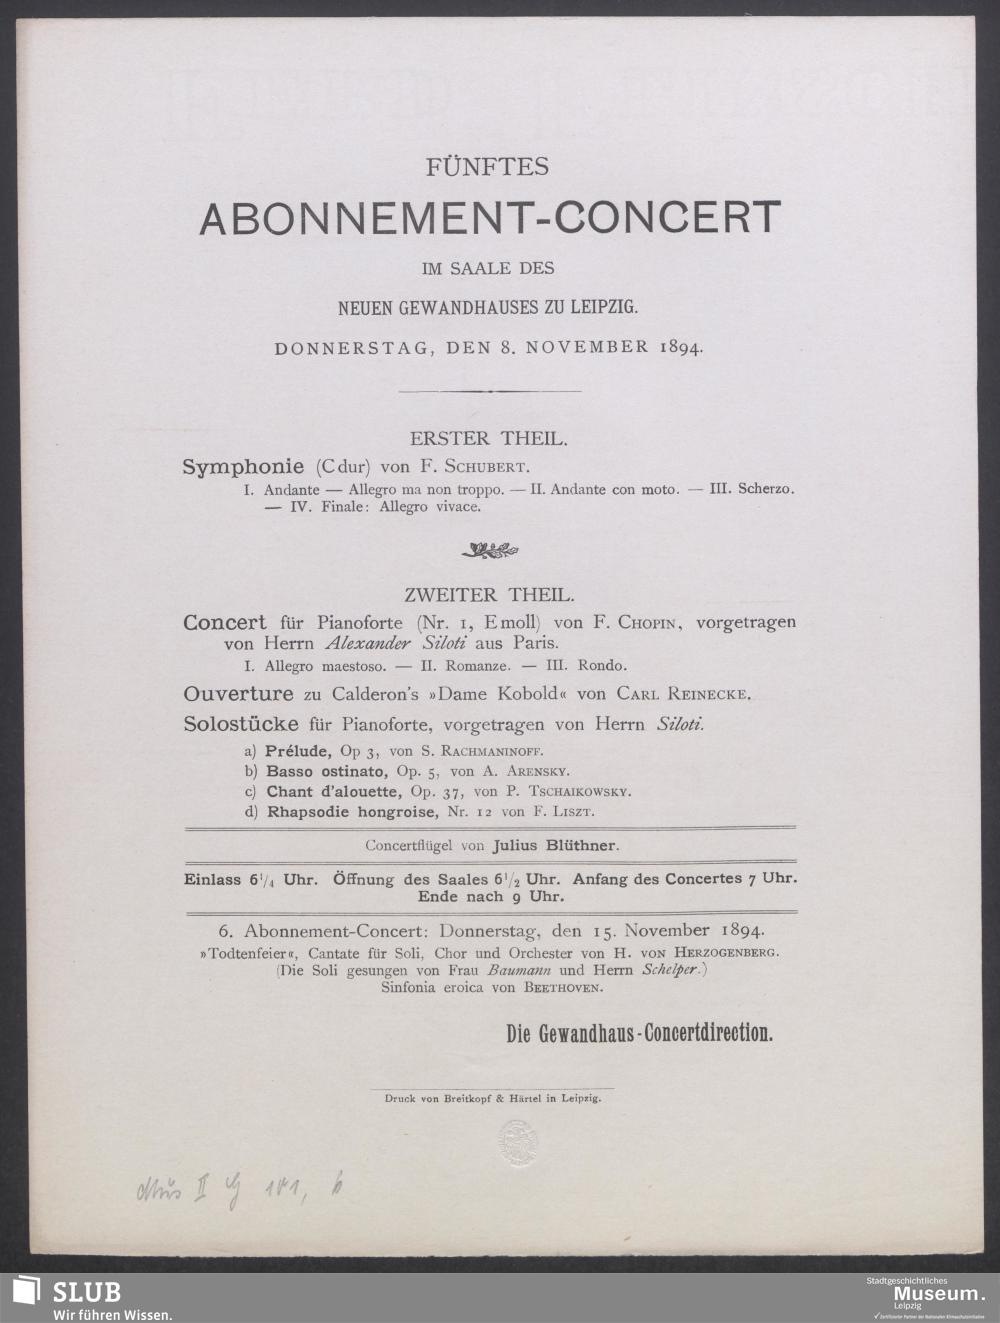 FÜNFTES
ABONNEMENT-CONCERT
IM SAALE DES
NEUEN GEWANDHAUSES ZU LEIPZIG.
DONNERSTAG, DEN 8. NOVEMBER 1894.
ERSTER THEIL.
Symphonie (Cdur) von F. SCHUBERT.
I. Andante — Allegro ma non troppo. — II. Andante con moto. — III. Scherzo.
— IV. Finale: Allegro vivace.
ZWEITER THEIL.
Concert für Pianoforte (Nr. 1, Emoll) von F. CHOPIN, vorgetragen
von Herrn Alexander Siloti aus Paris.
I. Allegro maestoso. — II. Romanze. — III. Rondo.
Ouverture zu Calderon's »Dame Kobold« von CARL REINECKE.
Solostücke für Pianoforte, vorgetragen von Herrn Siloti.
a) Prélude, Op 3, von S. RACHMANINOFF.
b) Basso ostinato, Op. 5, von A. ARENSKY.
c) Chant d'alouette, Op. 37, von P. TSCHAIKOWSKY.
d) Rhapsodie hongroise, Nr. 12 von F. LISZT.
Concertflügel von Julius Blüthner.
Einlass 6¹/₄ Uhr. Öffnung des Saales 6¹/₂ Uhr. Anfang des Concertes 7 Uhr.
Ende nach 9 Uhr.
6. Abonnement-Concert: Donnerstag, den 15. November 1894.
»Todtenfeier«, Cantate für Soli, Chor und Orchester von H. VON HERZOGENBERG.
(Die Soli gesungen von Frau Baumann und Herrn Schelper.)
Sinfonia eroica von BEETHOVEN.
Die Gewandhaus-Concertdirection.
Druck von Breitkopf & Härtel in Leipzig.
Mus II G 101, b
SLUB
Wir führen Wissen.
Stadtgeschichtliches
Museum.
Leipzig
Zertifizierter Partner der Nationalen Klimaschutzinitiative